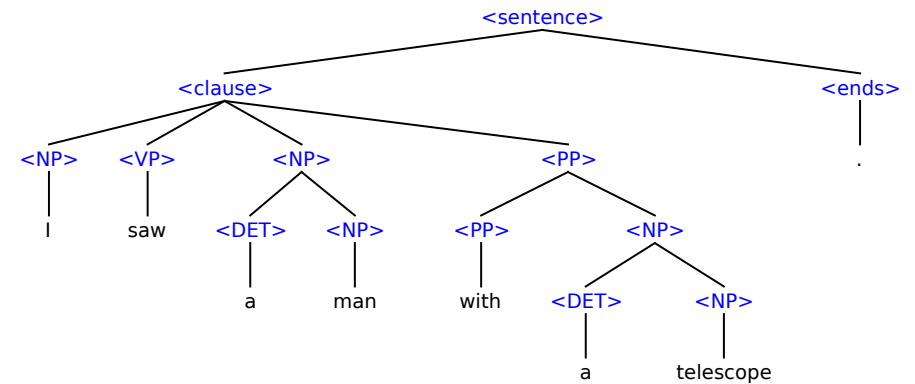 <sentence>
<clause> <ends>
<NP> <VP> <NP> <PP> .
I saw <DET> <NP> <PP> <NP>
a man with <DET> <NP>
a telescope